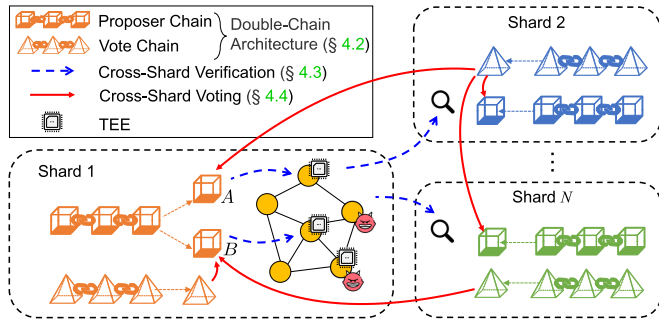 Proposer Chain
Vote Chain
Double-Chain
Architecture (§ 4.2)
Cross-Shard Verification (§ 4.3)
Cross-Shard Voting (§ 4.4)
TEE
Shard 2
Shard 1
A
B
Shard N